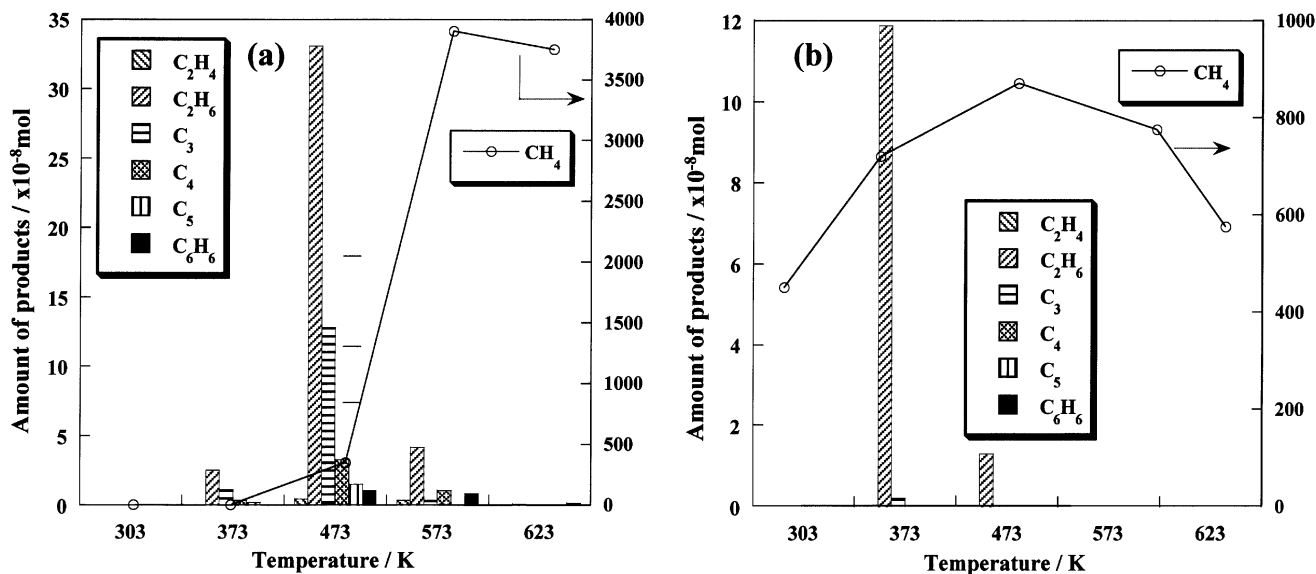 (a)
C2H4
C2H6
C3
C4
C5
C6H6
CH4
35
30
25
20
15
10
5
0
4000
3500
3000
2500
2000
1500
1000
500
0
303 373 473 573 623
Temperature / K
Amount of products / x10-8mol
(b)
CH4
C2H4
C2H6
C3
C4
C5
C6H6
12
10
8
6
4
2
0
1000
800
600
400
200
0
303 373 473 573 623
Temperature / K
Amount of products / x10-8mol